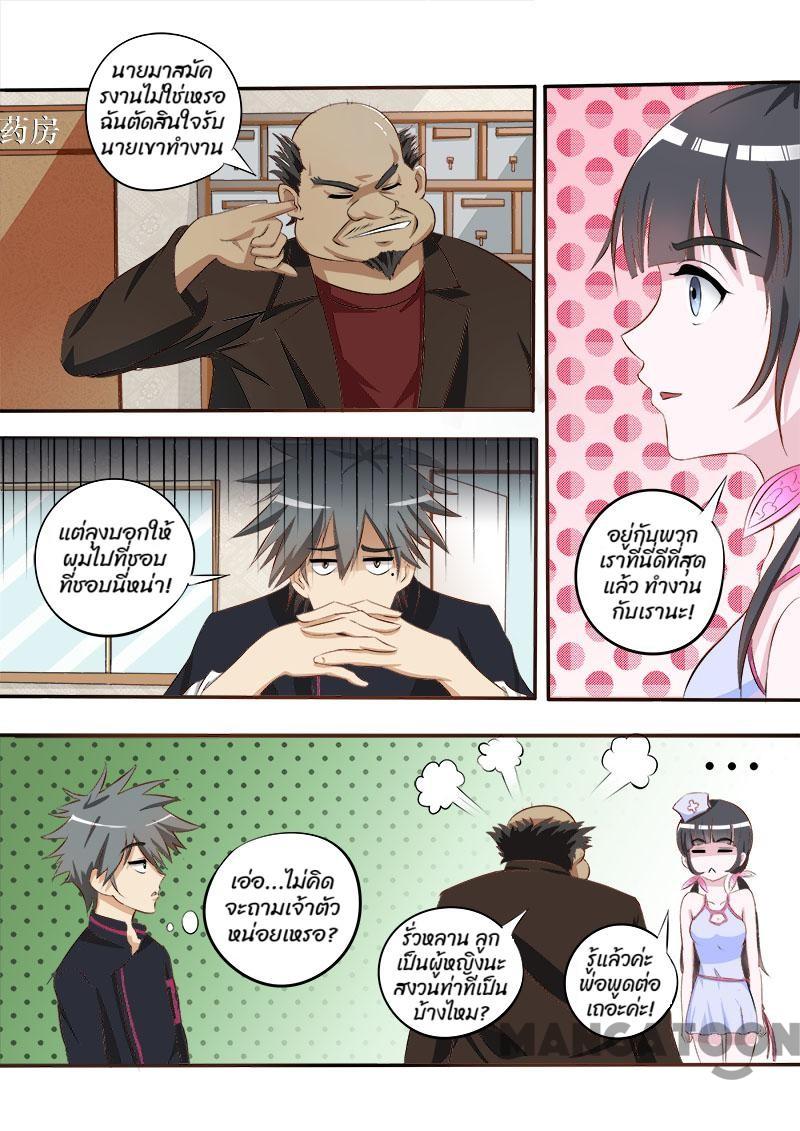 นายมาสมัค
รงานไม่ใช่เหรอ
ฉันตัดสินใจรับ
นายเขาทำงาน
药房
อยู่กับพวก
เราที่นี่ดีที่สุด
แล้ว ทำงาน
กับเรานะ!
แต่ลุงบอกให้
ผมไปที่ชอบ
ที่ชอบนี่หน่า!
...
เอ่อ...ไม่คิด
จะถามเจ้าตัว
หน่อยเหรอ?
รั่วหลาน ลูก
เป็นผู้หญิงนะ
สงวนท่าทีเป็น
บ้างไหม?
รู้แล้วค่ะ
พ่อพูดต่อ
เถอะค่ะ!
MANGATOON